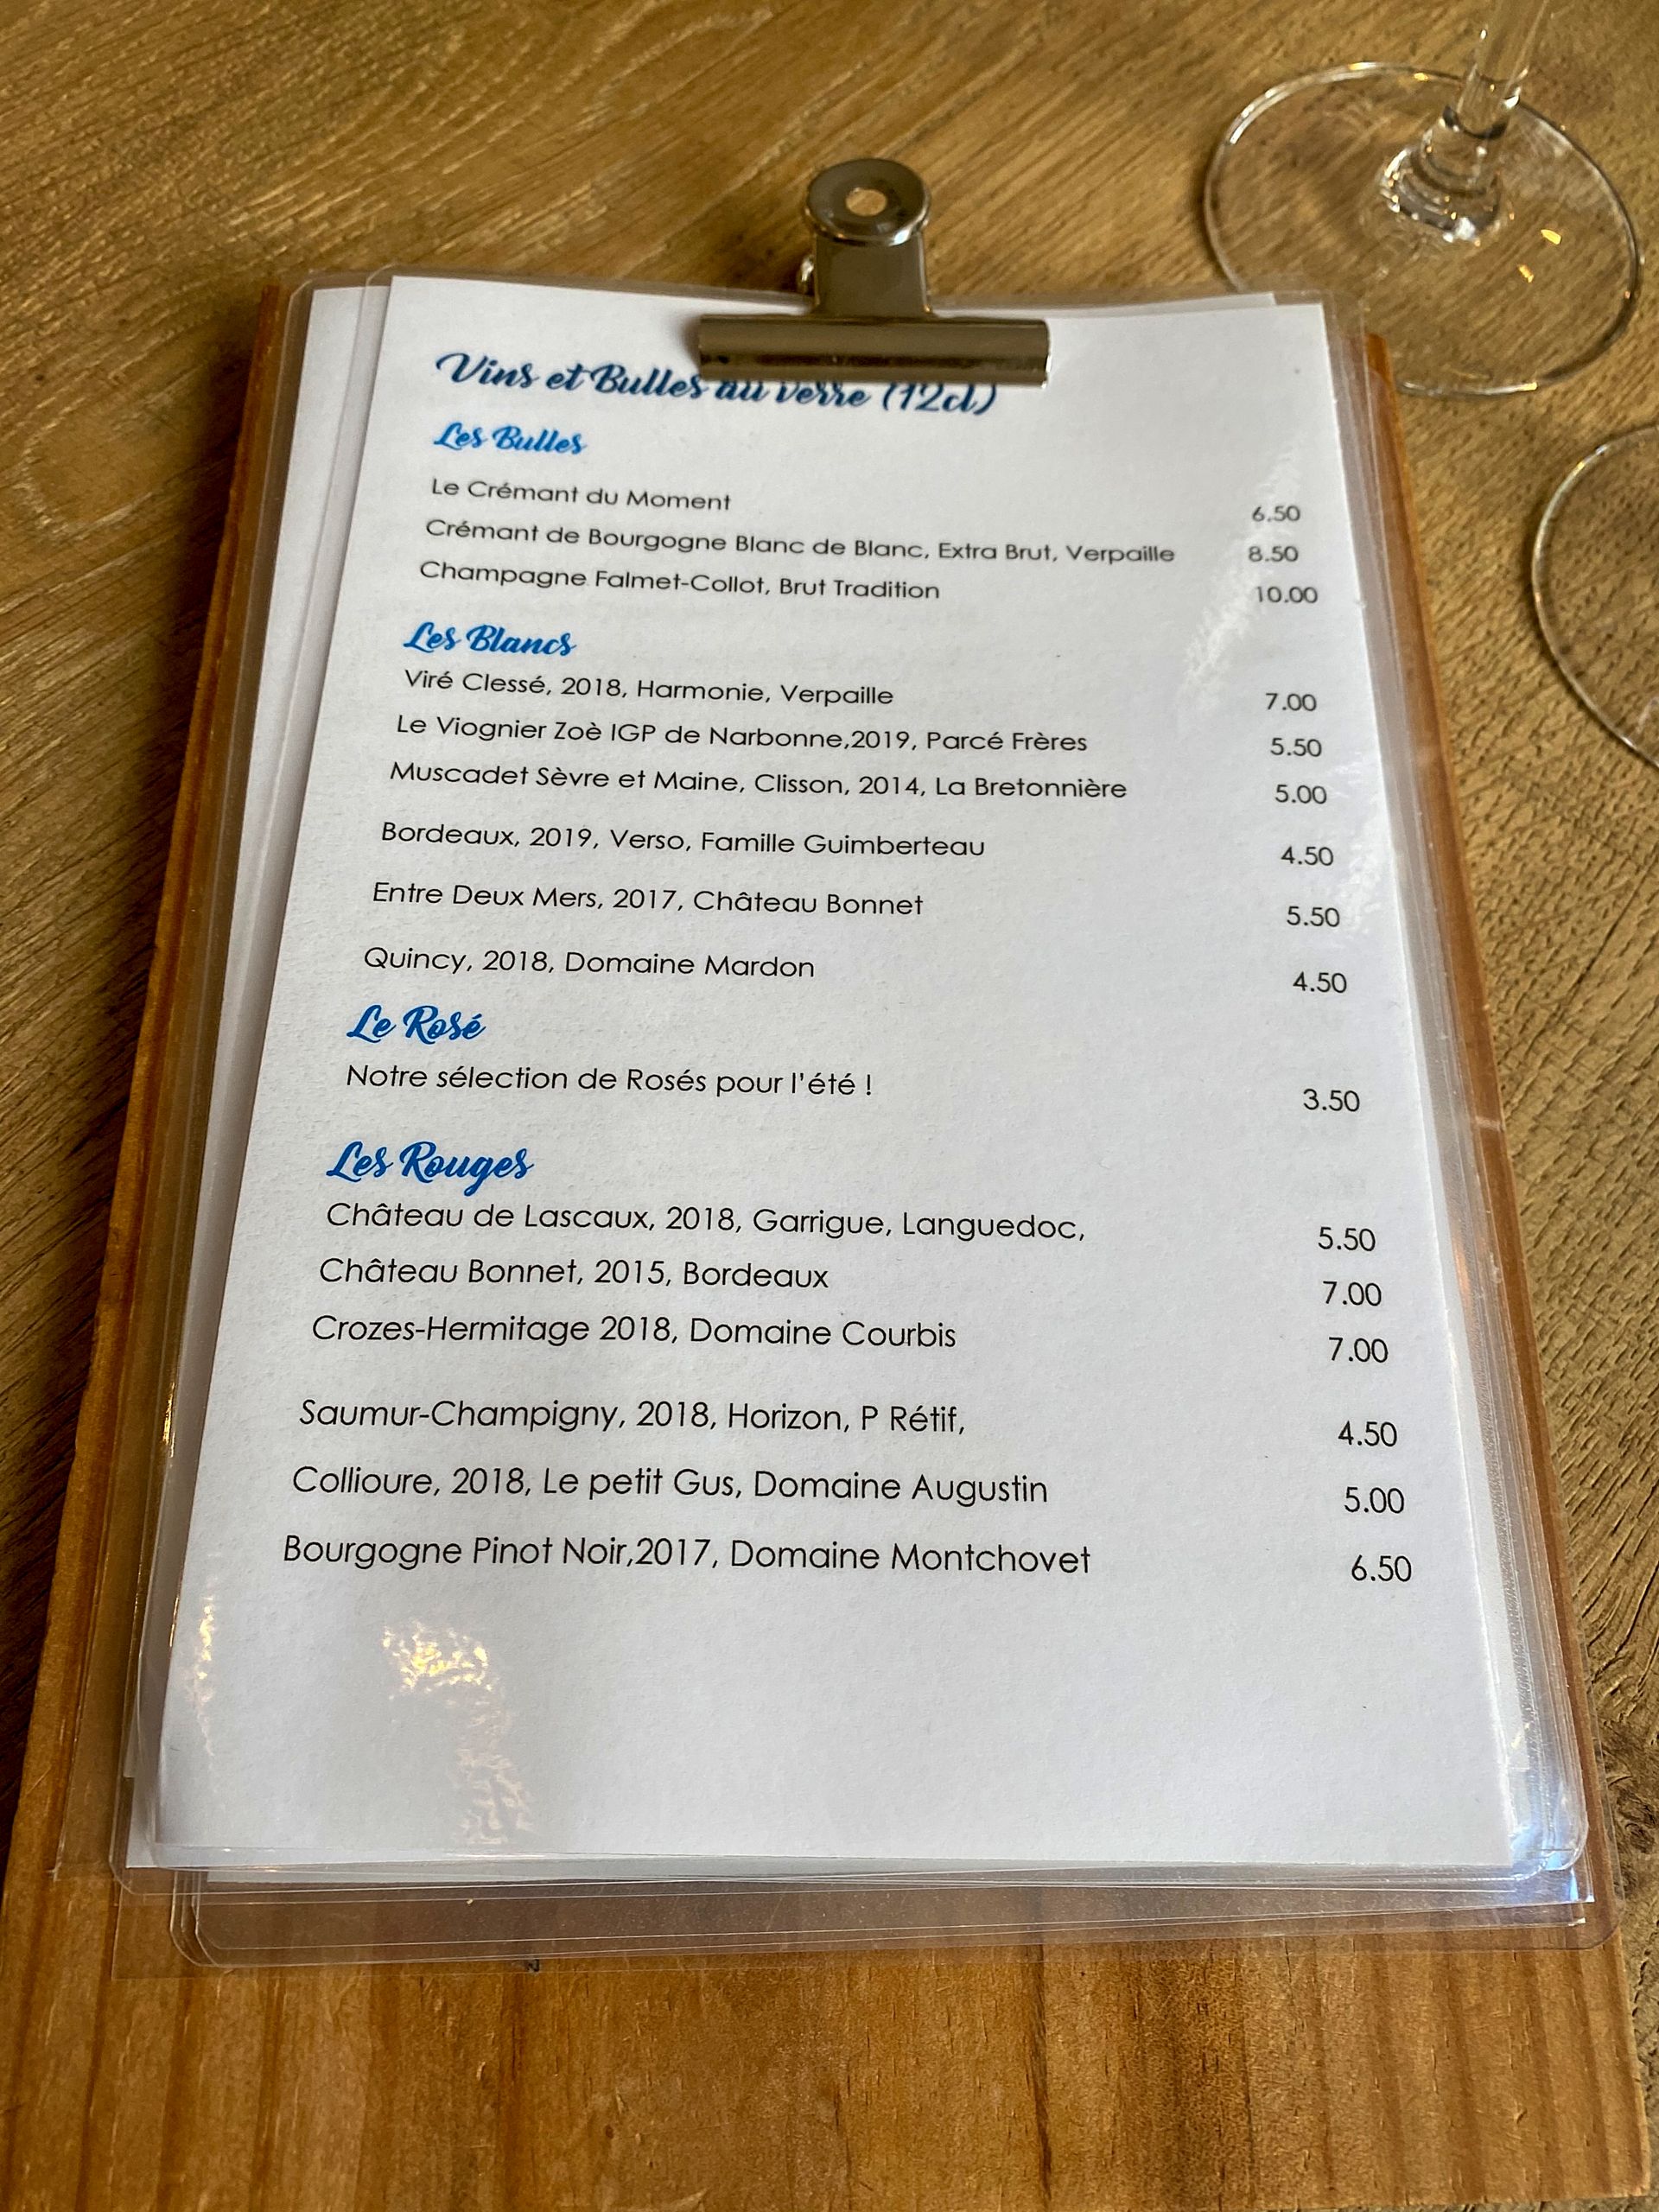 Vins et Bulles au verre (12cl)
Les Bulles
Le Crémant du Moment 6.50
Crémant de Bourgogne Blanc de Blanc, Extra Brut, Verpaille 8.50
Champagne Falmet-Collot, Brut Tradition 10.00
Les Blancs
Viré Clessé, 2018, Harmonie, Verpaille 7.00
Le Viognier Zoè IGP de Narbonne,2019, Parcé Frères 5.50
Muscadet Sèvre et Maine, Clisson, 2014, La Bretonnière 5.00
Bordeaux, 2019, Verso, Famille Guimberteau 4.50
Entre Deux Mers, 2017, Château Bonnet 5.50
Quincy, 2018, Domaine Mardon 4.50
Le Rosé
Notre sélection de Rosés pour l'été ! 3.50
Les Rouges
Château de Lascaux, 2018, Garrigue, Languedoc, 5.50
Château Bonnet, 2015, Bordeaux 7.00
Crozes-Hermitage 2018, Domaine Courbis 7.00
Saumur-Champigny, 2018, Horizon, P Rétif, 4.50
Collioure, 2018, Le petit Gus, Domaine Augustin 5.00
Bourgogne Pinot Noir,2017, Domaine Montchovet 6.50